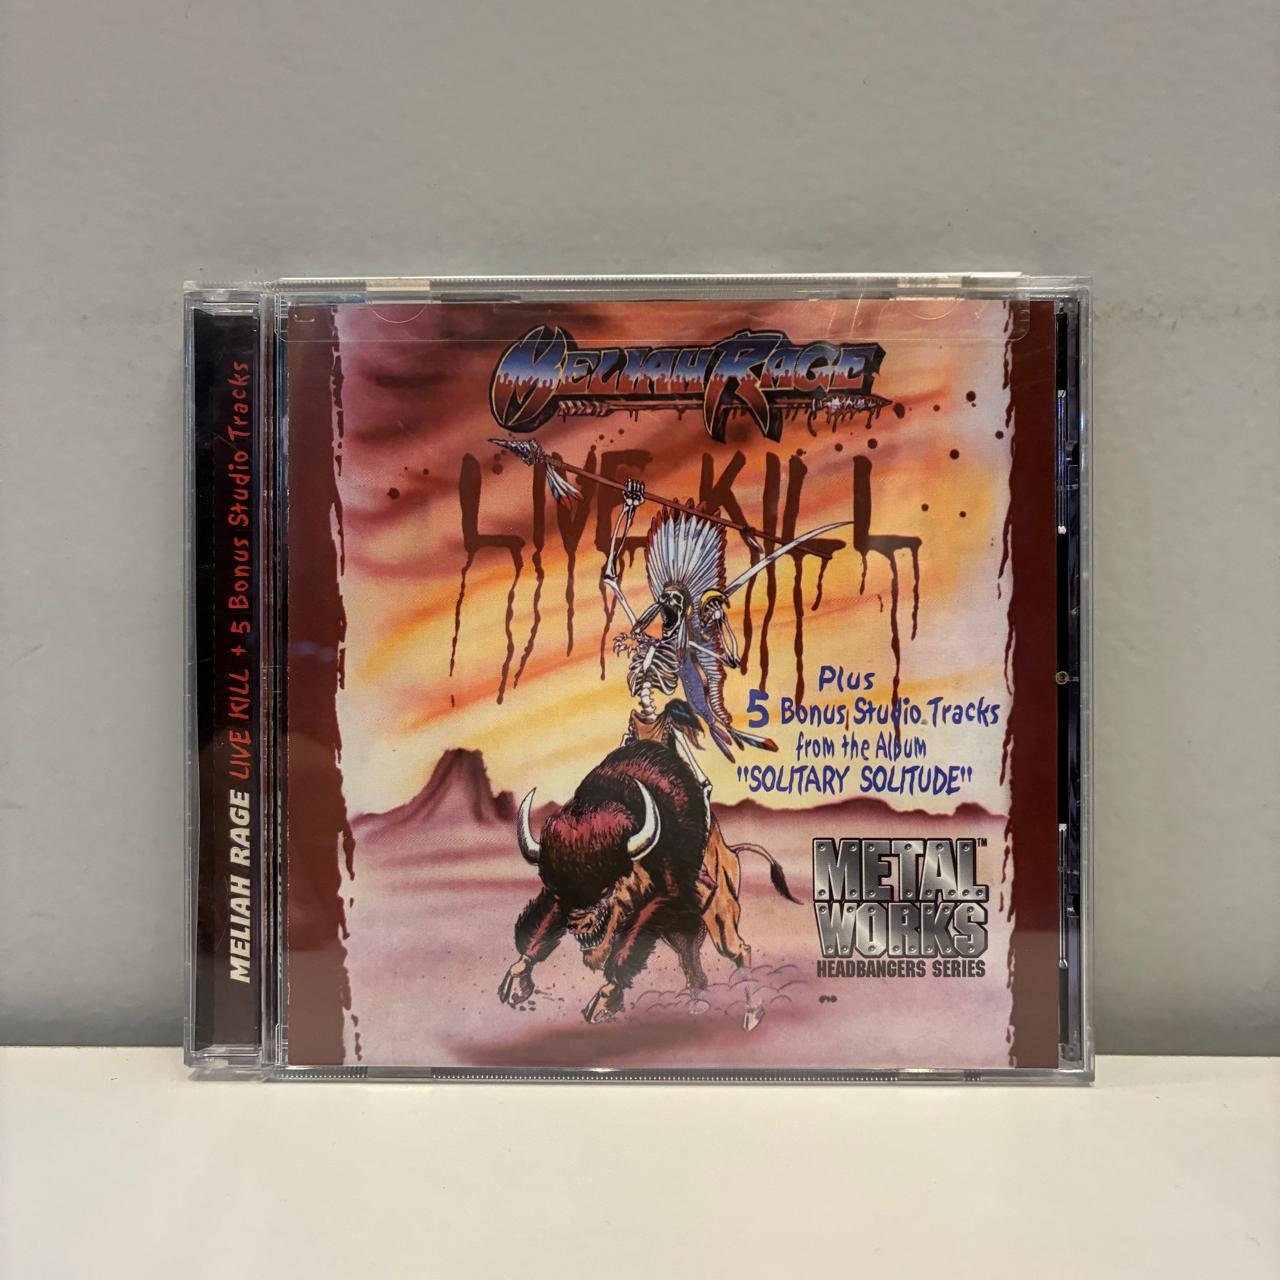 MELIAH RAGE LIVE KILL + 5 Bonus Studio Tracks
MELIAH RAGE
LIVE KILL
Plus
5 Bonus Studio Tracks
from the Album
"SOLITARY SOLITUDE"
METAL™
WORKS
HEADBANGERS SERIES